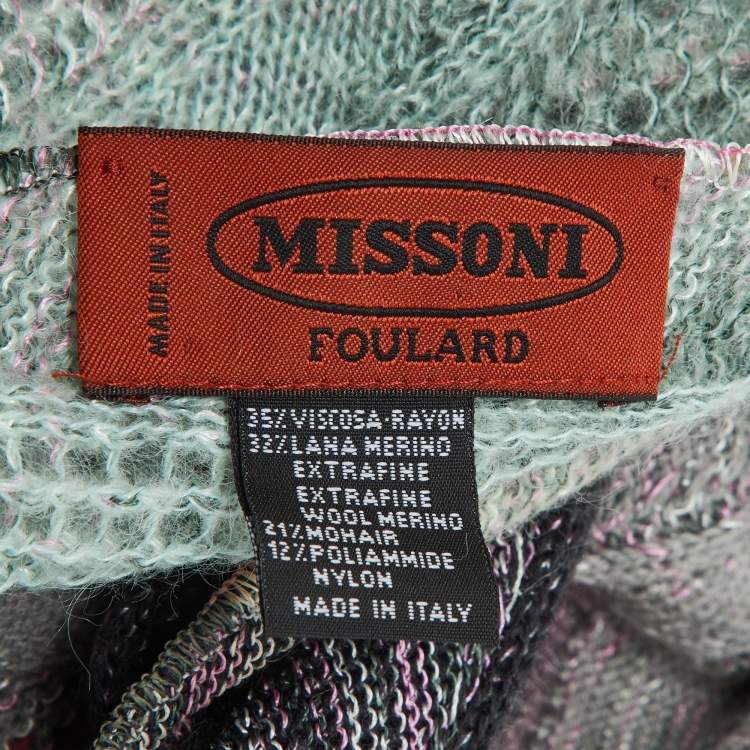 MADE IN ITALY
MISSONI
FOULARD
35% VISCOSA-RAYON
32% LANA MERINO
EXTRAFINE
EXTRAFINE
WOOL MERINO
21% MOHAIR
12% POLIAMMIDE
NYLON
MADE IN ITALY